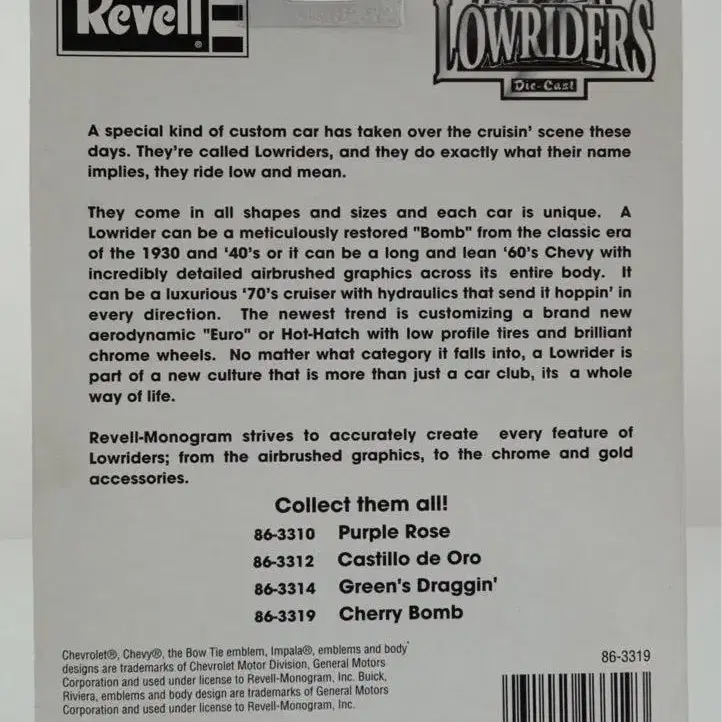 Revell®
LOWRIDERS
Die-Cast
A special kind of custom car has taken over the cruisin' scene these
days. They're called Lowriders, and they do exactly what their name
implies, they ride low and mean.
They come in all shapes and sizes and each car is unique. A
Lowrider can be a meticulously restored "Bomb" from the classic era
of the 1930 and '40's or it can be a long and lean '60's Chevy with
incredibly detailed airbrushed graphics across its entire body. It
can be a luxurious '70's cruiser with hydraulics that send it hoppin' in
every direction. The newest trend is customizing a brand new
aerodynamic "Euro" or Hot-Hatch with low profile tires and brilliant
chrome wheels. No matter what category it falls into, a Lowrider is
part of a new culture that is more than just a car club, its a whole
way of life.
Revell-Monogram strives to accurately create every feature of
Lowriders; from the airbrushed graphics, to the chrome and gold
accessories.
Collect them all!
86-3310 Purple Rose
86-3312 Castillo de Oro
86-3314 Green's Draggin'
86-3319 Cherry Bomb
Chevrolet®, Chevy®, the Bow Tie emblem, Impala®, emblems and body
designs are trademarks of Chevrolet Motor Division, General Motors
Corporation and used under license to Revell-Monogram, Inc. Buick,
Riviera, emblems and body design are trademarks of General Motors
Corporation and used under license to Revell-Monogram, Inc.
86-3319